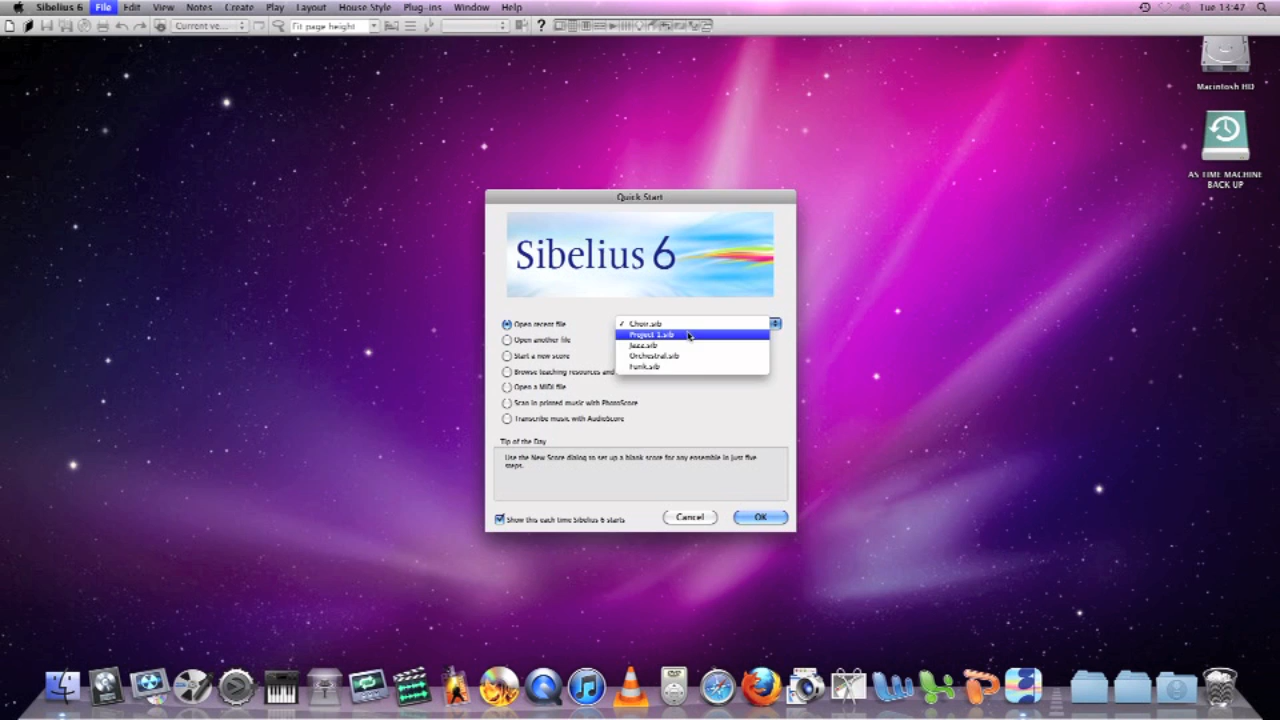 Sibelius 6 File Edit View Notes Create Play Layout House Style Plug-ins Window Help Tue 13:47
Current ve... Fit page height ?
Macintosh HD
AS TIME MACHINE
BACK UP
Quick Start
Sibelius 6
Open recent file
✓ Choir.sib
Project 1.sib
Jazz.sib
Orchestral.sib
Funk.sib
Open another file
Start a new score
Browse teaching resources and
Open a MIDI file
Scan in printed music with PhotoScore
Transcribe music with AudioScore
Tip of the Day
Use the New Score dialog to set up a blank score for any ensemble in just five
steps.
Show this each time Sibelius 6 starts
Cancel OK